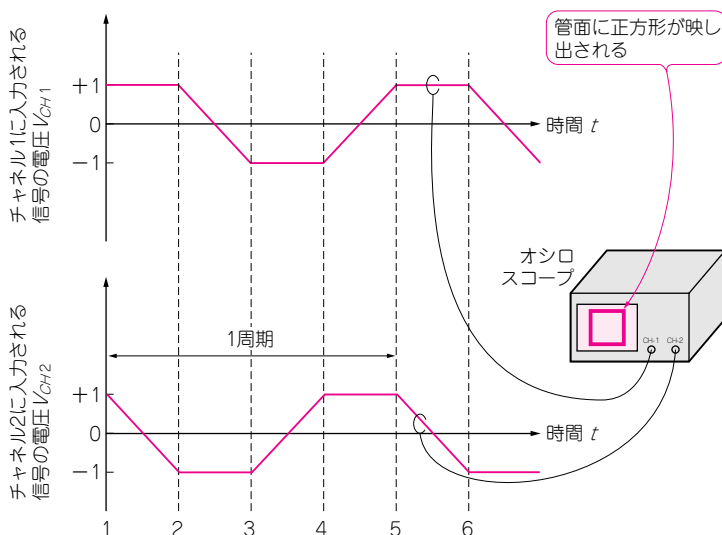 管面に正方形が映し
出される
チャネル1に入力される
信号の電圧 VCH1
+1
0
−1
時間 t
オシロ
スコープ
CH-1 CH-2
1周期
チャネル2に入力される
信号の電圧 VCH2
+1
0
−1
時間 t
1 2 3 4 5 6